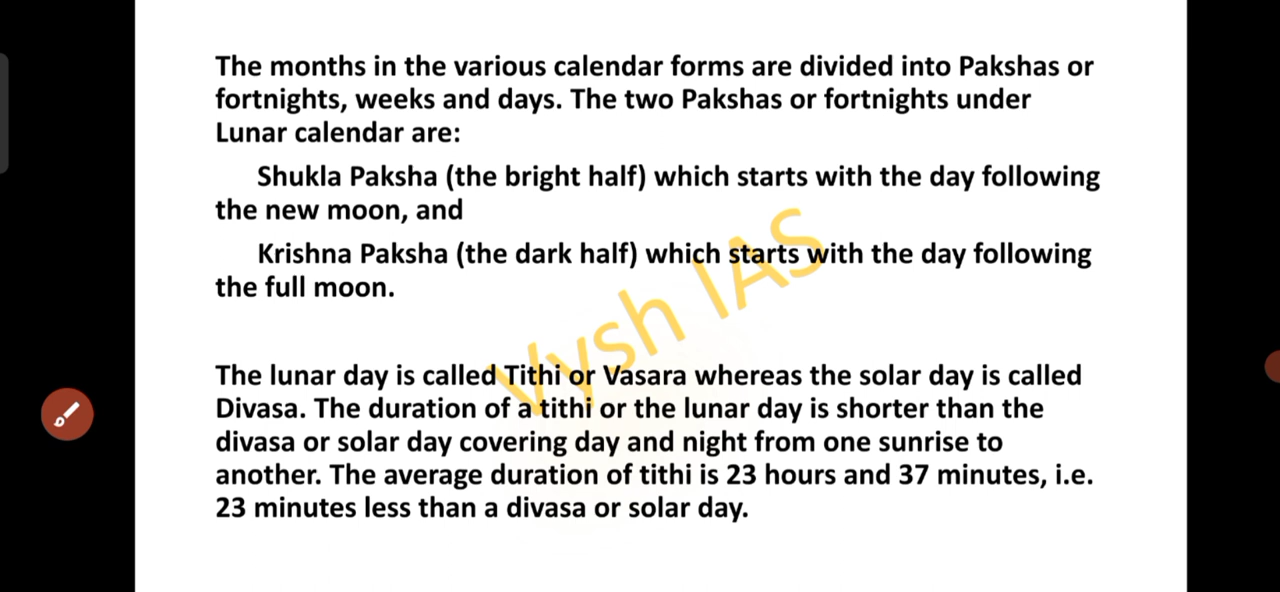 The months in the various calendar forms are divided into Pakshas or
fortnights, weeks and days. The two Pakshas or fortnights under
Lunar calendar are:
Shukla Paksha (the bright half) which starts with the day following
the new moon, and
Krishna Paksha (the dark half) which starts with the day following
the full moon.
Vysh IAS
The lunar day is called Tithi or Vasara whereas the solar day is called
Divasa. The duration of a tithi or the lunar day is shorter than the
divasa or solar day covering day and night from one sunrise to
another. The average duration of tithi is 23 hours and 37 minutes, i.e.
23 minutes less than a divasa or solar day.